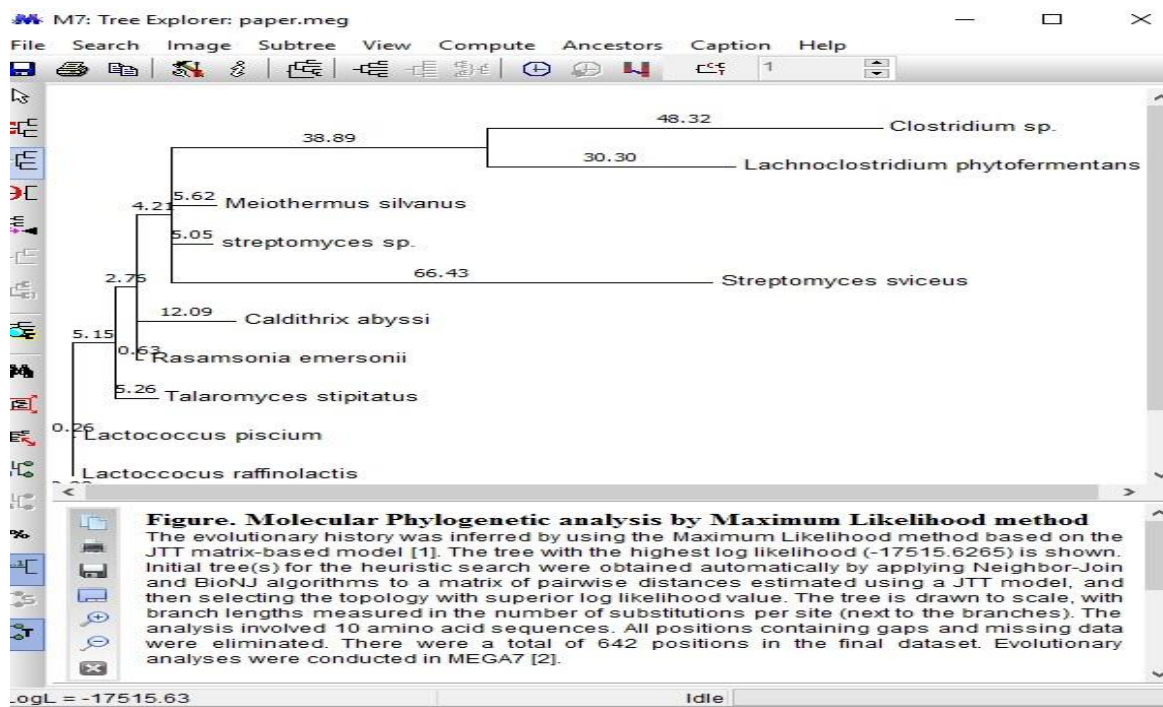 M7: Tree Explorer: paper.meg
File Search Image Subtree View Compute Ancestors Caption Help
1
48.32
Clostridium sp.
38.89
30.30
Lachnoclostridium phytofermentans
5.62
Meiothermus silvanus
4.21
5.05
streptomyces sp.
2.75
66.43
Streptomyces sviceus
12.09
Caldithrix abyssi
5.15
0.63
Rasamsonia emersonii
5.26
Talaromyces stipitatus
0.26
Lactococcus piscium
Lactoccocus raffinolactis
Figure. Molecular Phylogenetic analysis by Maximum Likelihood method
The evolutionary history was inferred by using the Maximum Likelihood method based on the
JTT matrix-based model [1]. The tree with the highest log likelihood (-17515.6265) is shown.
Initial tree(s) for the heuristic search were obtained automatically by applying Neighbor-Join
and BioNJ algorithms to a matrix of pairwise distances estimated using a JTT model, and
then selecting the topology with superior log likelihood value. The tree is drawn to scale, with
branch lengths measured in the number of substitutions per site (next to the branches). The
analysis involved 10 amino acid sequences. All positions containing gaps and missing data
were eliminated. There were a total of 642 positions in the final dataset. Evolutionary
analyses were conducted in MEGA7 [2].
LogL = -17515.63
Idle